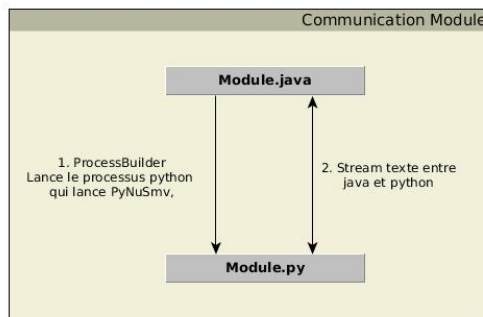 Communication Module
Module.java
1. ProcessBuilder
Lance le processus python
qui lance PyNuSmv,
2. Stream texte entre
java et python
Module.py